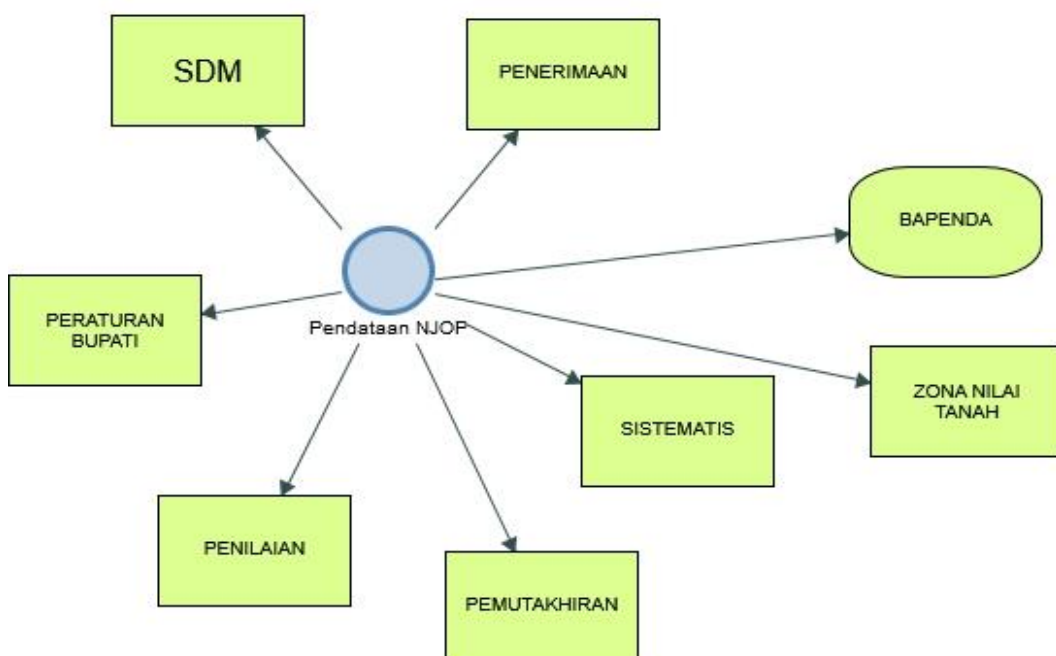 SDM
PENERIMAAN
BAPENDA
PERATURAN
BUPATI
Pendataan NJOP
ZONA NILAI
TANAH
SISTEMATIS
PENILAIAN
PEMUTAKHIRAN